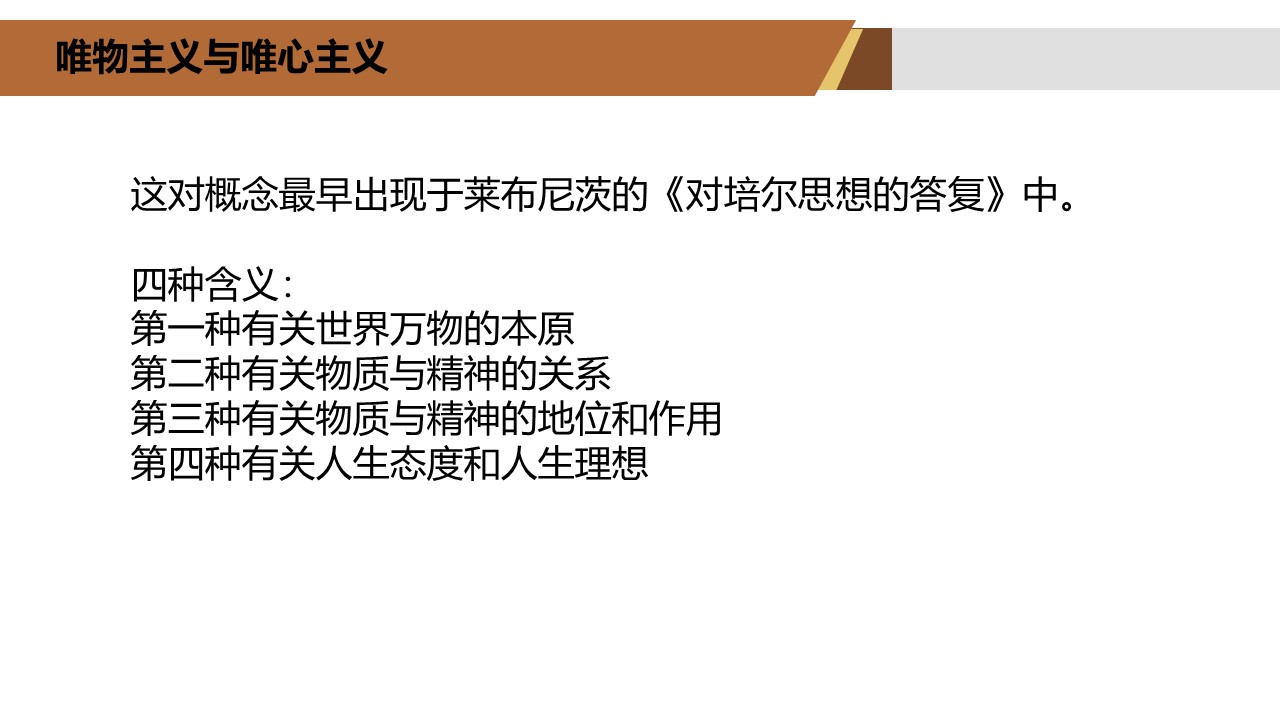 唯物主义与唯心主义
这对概念最早出现于莱布尼茨的《对培尔思想的答复》中。
四种含义：
第一种有关世界万物的本原
第二种有关物质与精神的关系
第三种有关物质与精神的地位和作用
第四种有关人生态度和人生理想